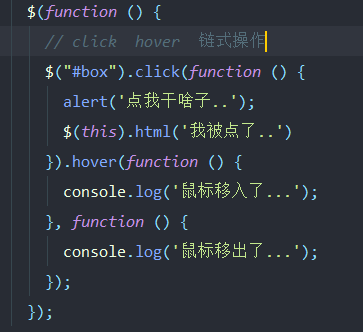 $(function () {
// click  hover  链式操作
$("#box").click(function () {
alert('点我干啥子..');
$(this).html('我被点了..')
}).hover(function () {
console.log('鼠标移入了...');
}, function () {
console.log('鼠标移出了...');
});
});